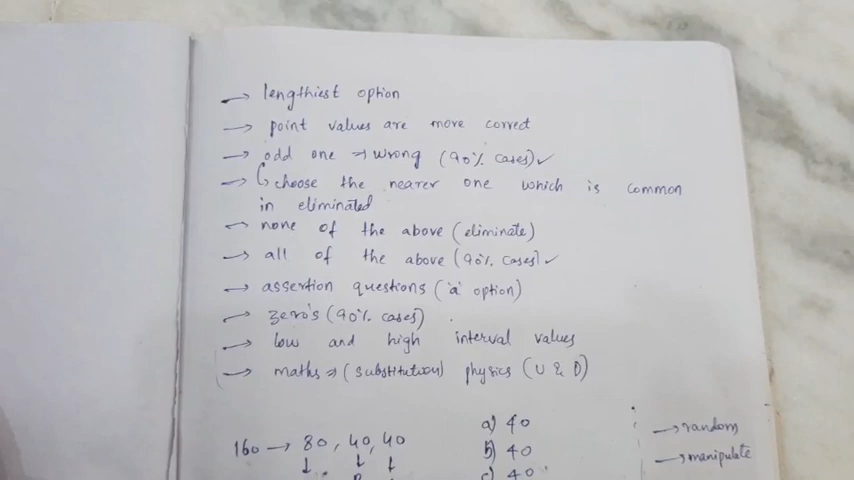 → lengthiest option
→ point values are more correct
→ odd one ⇒ wrong (90% cases) ✓
→ choose the nearer one which is common
in eliminated
→ none of the above (eliminate)
→ all of the above (90% cases) ✓
→ assertion questions ('a' option)
→ zero's (90% cases)
→ low and high interval values
→ maths ⇒ (substitution) physics (U & D)
a) 40
160 → 80, 40, 40
→ random
b) 40
→ manipulate
c) 40